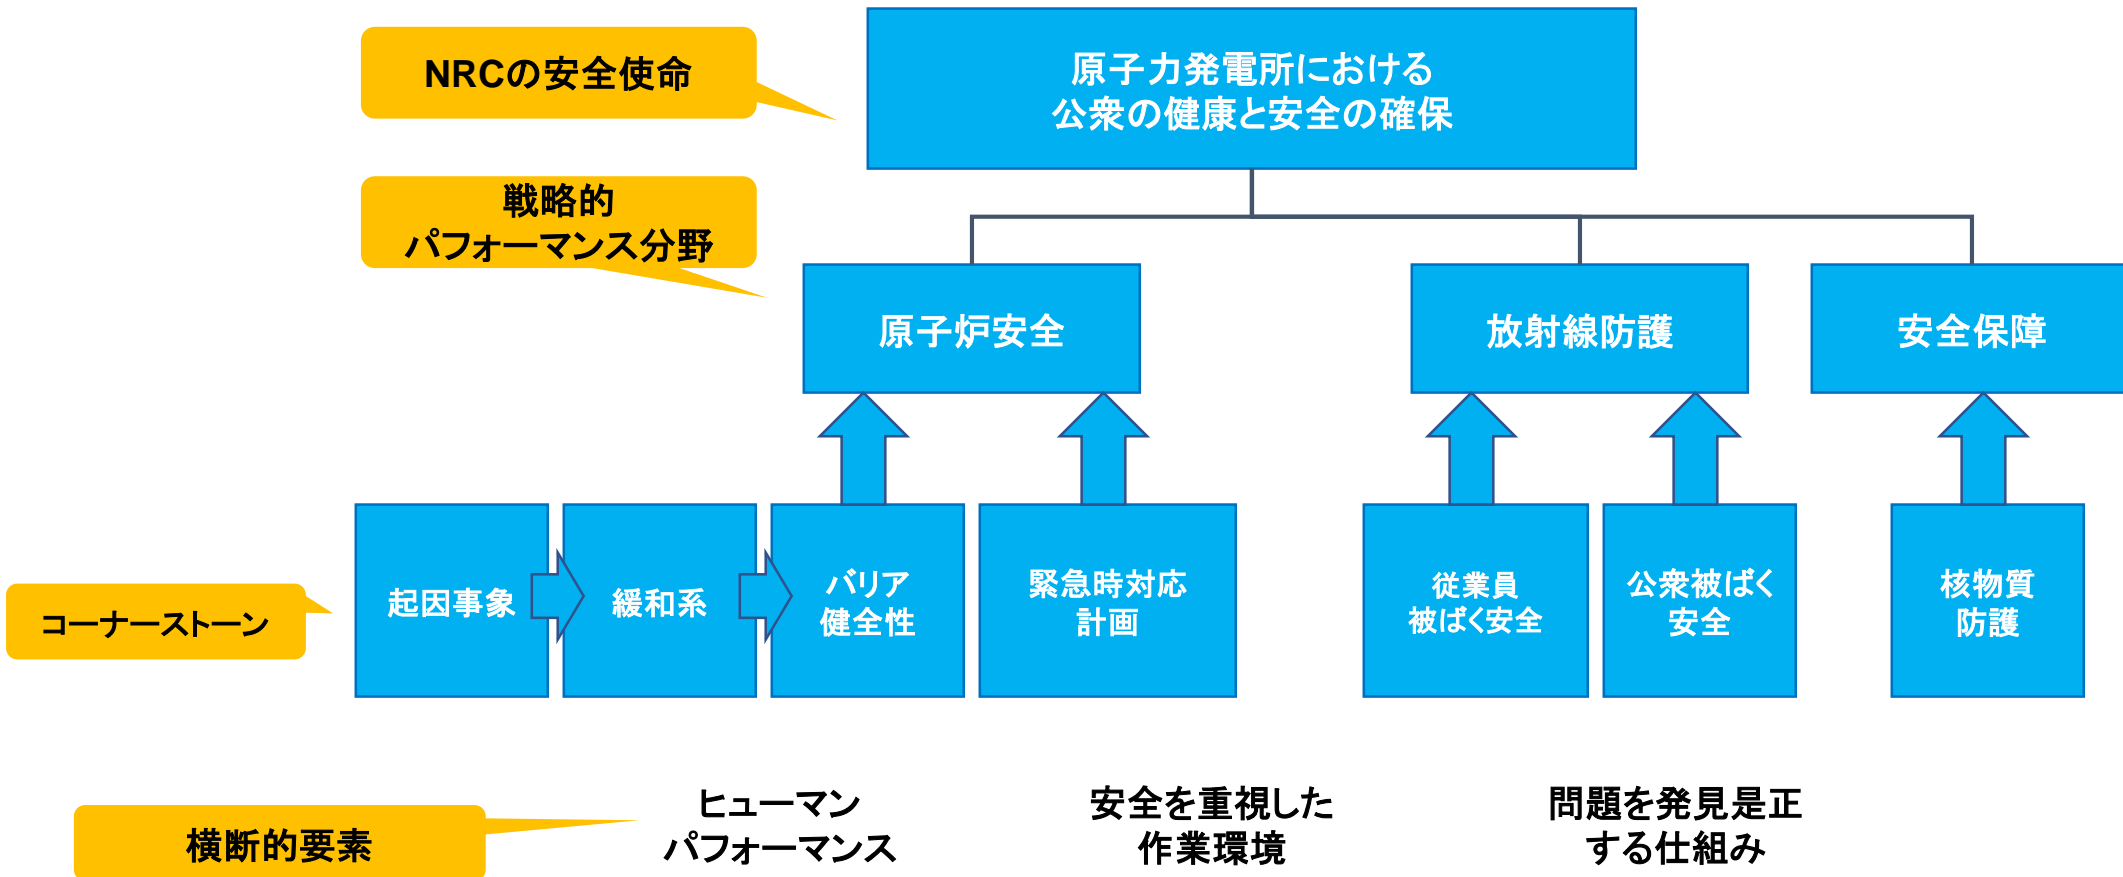 NRCの安全使命
原子力発電所における
公衆の健康と安全の確保
戦略的
パフォーマンス分野
原子炉安全
放射線防護
安全保障
コーナーストーン
起因事象
緩和系
バリア
健全性
緊急時対応
計画
従業員
被ばく安全
公衆被ばく
安全
核物質
防護
横断的要素
ヒューマン
パフォーマンス
安全を重視した
作業環境
問題を発見是正
する仕組み